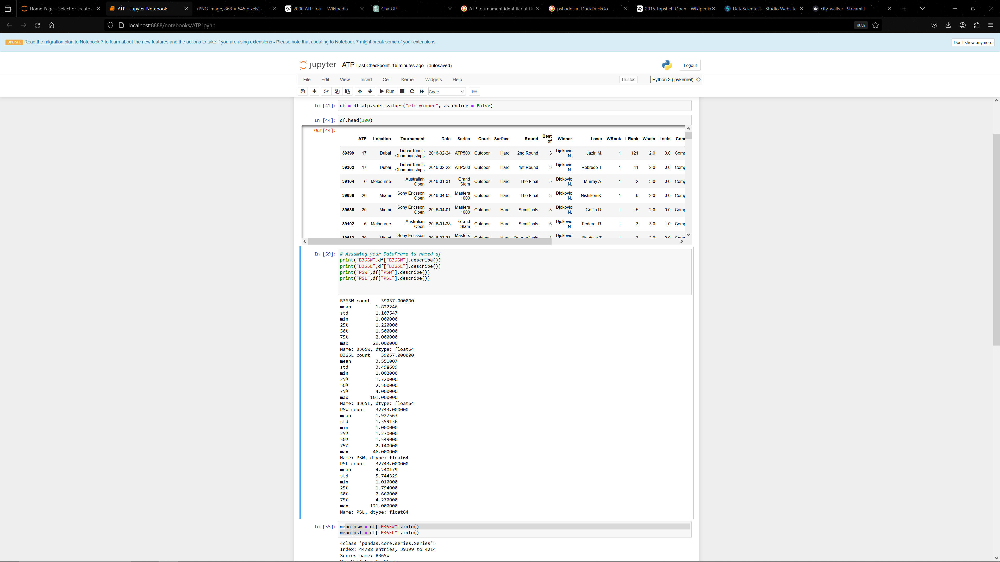 Home Page - Select or create a
ATP - Jupyter Notebook
(PNG Image, 868 × 545 pixels)
2000 ATP Tour - Wikipedia
ChatGPT
ATP tournament identifier at Du
psl odds at DuckDuckGo
2015 Topshelf Open - Wikipedia
DataScientest - Studio Website
city_walker · Streamlit
localhost:8888/notebooks/ATP.ipynb
90%
UPDATE Read the migration plan to Notebook 7 to learn about the new features and the actions to take if you are using extensions - Please note that updating to Notebook 7 might break some of your extensions.
Don't show anymore
jupyter ATP Last Checkpoint: 16 minutes ago (autosaved)
Logout
File Edit View Insert Cell Kernel Widgets Help
Trusted
Python 3 (ipykernel)
Run
Code
In [42]: df = df_atp.sort_values("elo_winner", ascending = False)
In [44]: df.head(100)
Out[44]:
ATP Location Tournament Date Series Court Surface Round Best of Winner Loser WRank LRank Wsets Lsets Com
39399 17 Dubai Dubai Tennis Championships 2016-02-24 ATP500 Outdoor Hard 2nd Round 3 Djokovic N. Jaziri M. 1 121 2.0 0.0 Comp
39362 17 Dubai Dubai Tennis Championships 2016-02-22 ATP500 Outdoor Hard 1st Round 3 Djokovic N. Robredo T. 1 41 2.0 0.0 Comp
39104 6 Melbourne Australian Open 2016-01-31 Grand Slam Outdoor Hard The Final 5 Djokovic N. Murray A. 1 2 3.0 0.0 Comp
39638 20 Miami Sony Ericsson Open 2016-04-03 Masters 1000 Outdoor Hard The Final 3 Djokovic N. Nishikori K. 1 6 2.0 0.0 Comp
39636 20 Miami Sony Ericsson Open 2016-04-01 Masters 1000 Outdoor Hard Semifinals 3 Djokovic N. Goffin D. 1 15 2.0 0.0 Comp
39102 6 Melbourne Australian Open 2016-01-28 Grand Slam Outdoor Hard Semifinals 5 Djokovic N. Federer R. 1 3 3.0 1.0 Comp
Sony Ericsson Masters Djokovic
In [59]: # Assuming your DataFrame is named df
print("B365W",df["B365W"].describe())
print("B365L",df["B365L"].describe())
print("PSW",df["PSW"].describe())
print("PSL",df["PSL"].describe())
B365W count 39037.000000
mean 1.822246
std 1.107547
min 1.000000
25% 1.220000
50% 1.500000
75% 2.000000
max 29.000000
Name: B365W, dtype: float64
B365L count 39057.000000
mean 3.551007
std 3.498689
min 1.002000
25% 1.720000
50% 2.500000
75% 4.000000
max 101.000000
Name: B365L, dtype: float64
PSW count 32743.000000
mean 1.927563
std 1.359136
min 1.000000
25% 1.270000
50% 1.549000
75% 2.140000
max 46.000000
Name: PSW, dtype: float64
PSL count 32743.000000
mean 4.240179
std 5.744329
min 1.010000
25% 1.794000
50% 2.660000
75% 4.270000
max 121.000000
Name: PSL, dtype: float64
In [55]: mean_psw = df["B365W"].info()
mean_psl = df["B365L"].info()
<class 'pandas.core.series.Series'>
Index: 44708 entries, 39399 to 4214
Series name: B365W